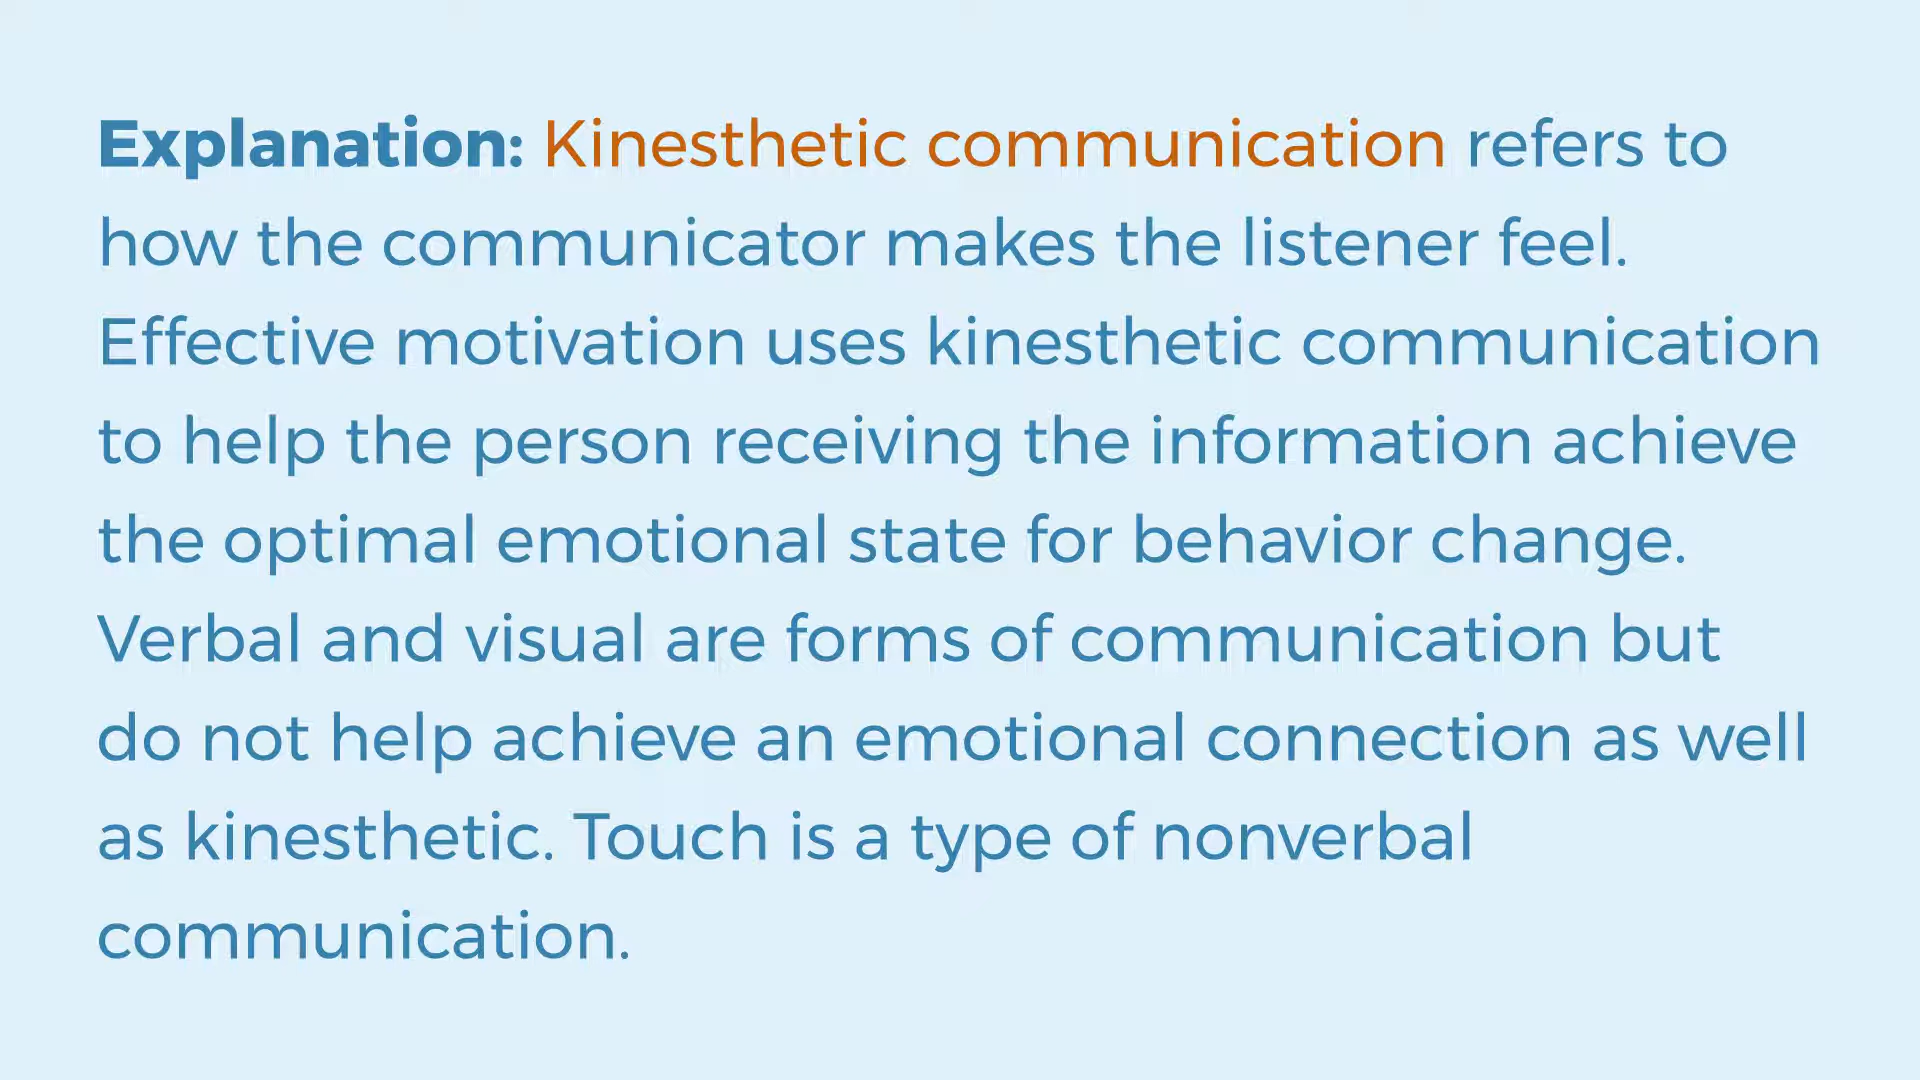 Explanation: Kinesthetic communication refers to
how the communicator makes the listener feel.
Effective motivation uses kinesthetic communication
to help the person receiving the information achieve
the optimal emotional state for behavior change.
Verbal and visual are forms of communication but
do not help achieve an emotional connection as well
as kinesthetic. Touch is a type of nonverbal
communication.